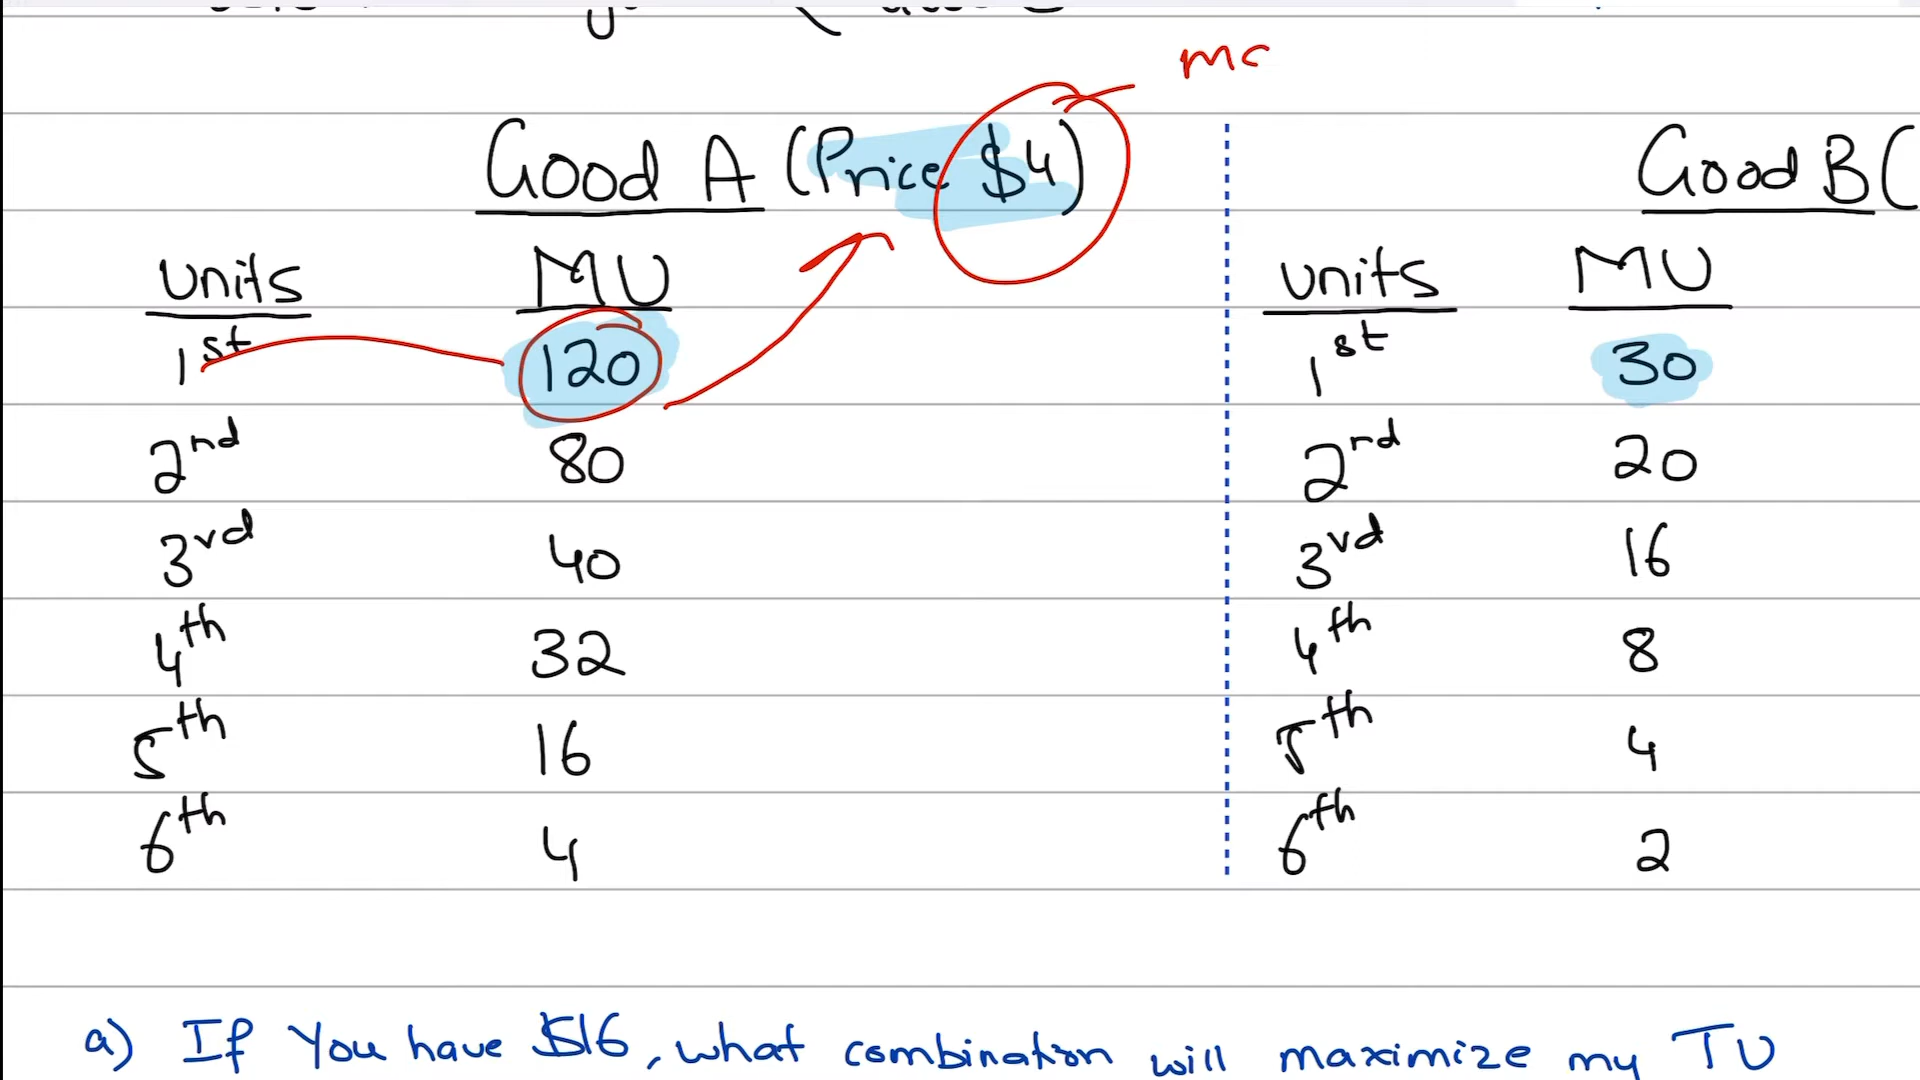 mc
Good A (Price $4) Good B (
Units MU Units MU
1st 120 1st 30
2nd 80 2nd 20
3rd 40 3rd 16
4th 32 4th 8
5th 16 5th 4
6th 4 6th 2
a) If You have $16, what combination will maximize my TU